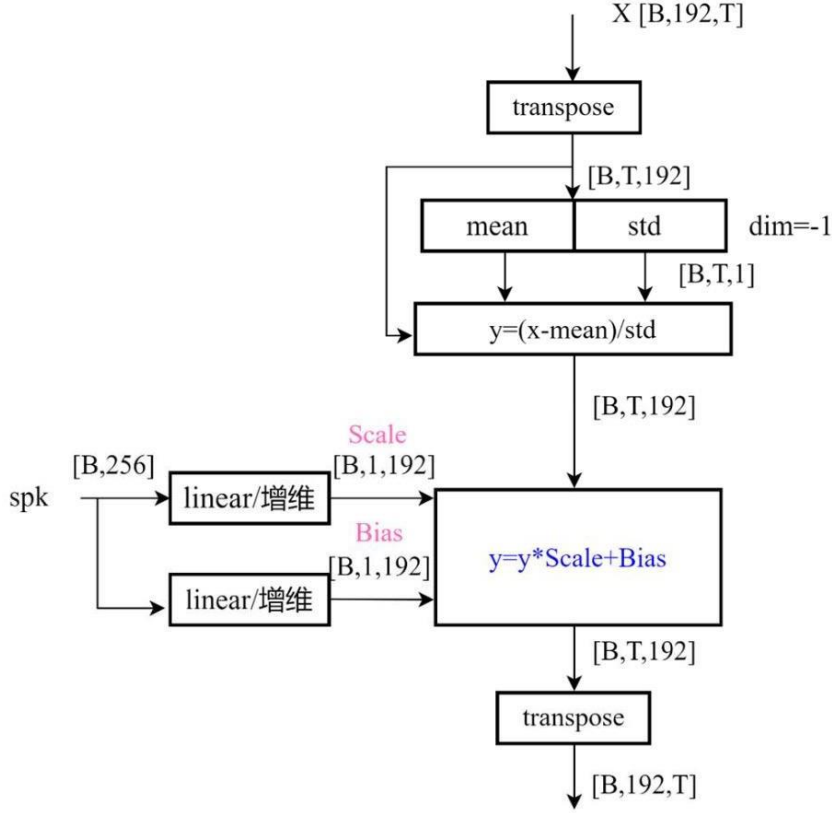 X [B,192,T]
transpose
[B,T,192]
mean std dim=-1
[B,T,1]
y=(x-mean)/std
[B,T,192]
Scale
[B,256] [B,1,192]
spk linear/增维
Bias
[B,1,192]
y=y*Scale+Bias
linear/增维
[B,T,192]
transpose
[B,192,T]